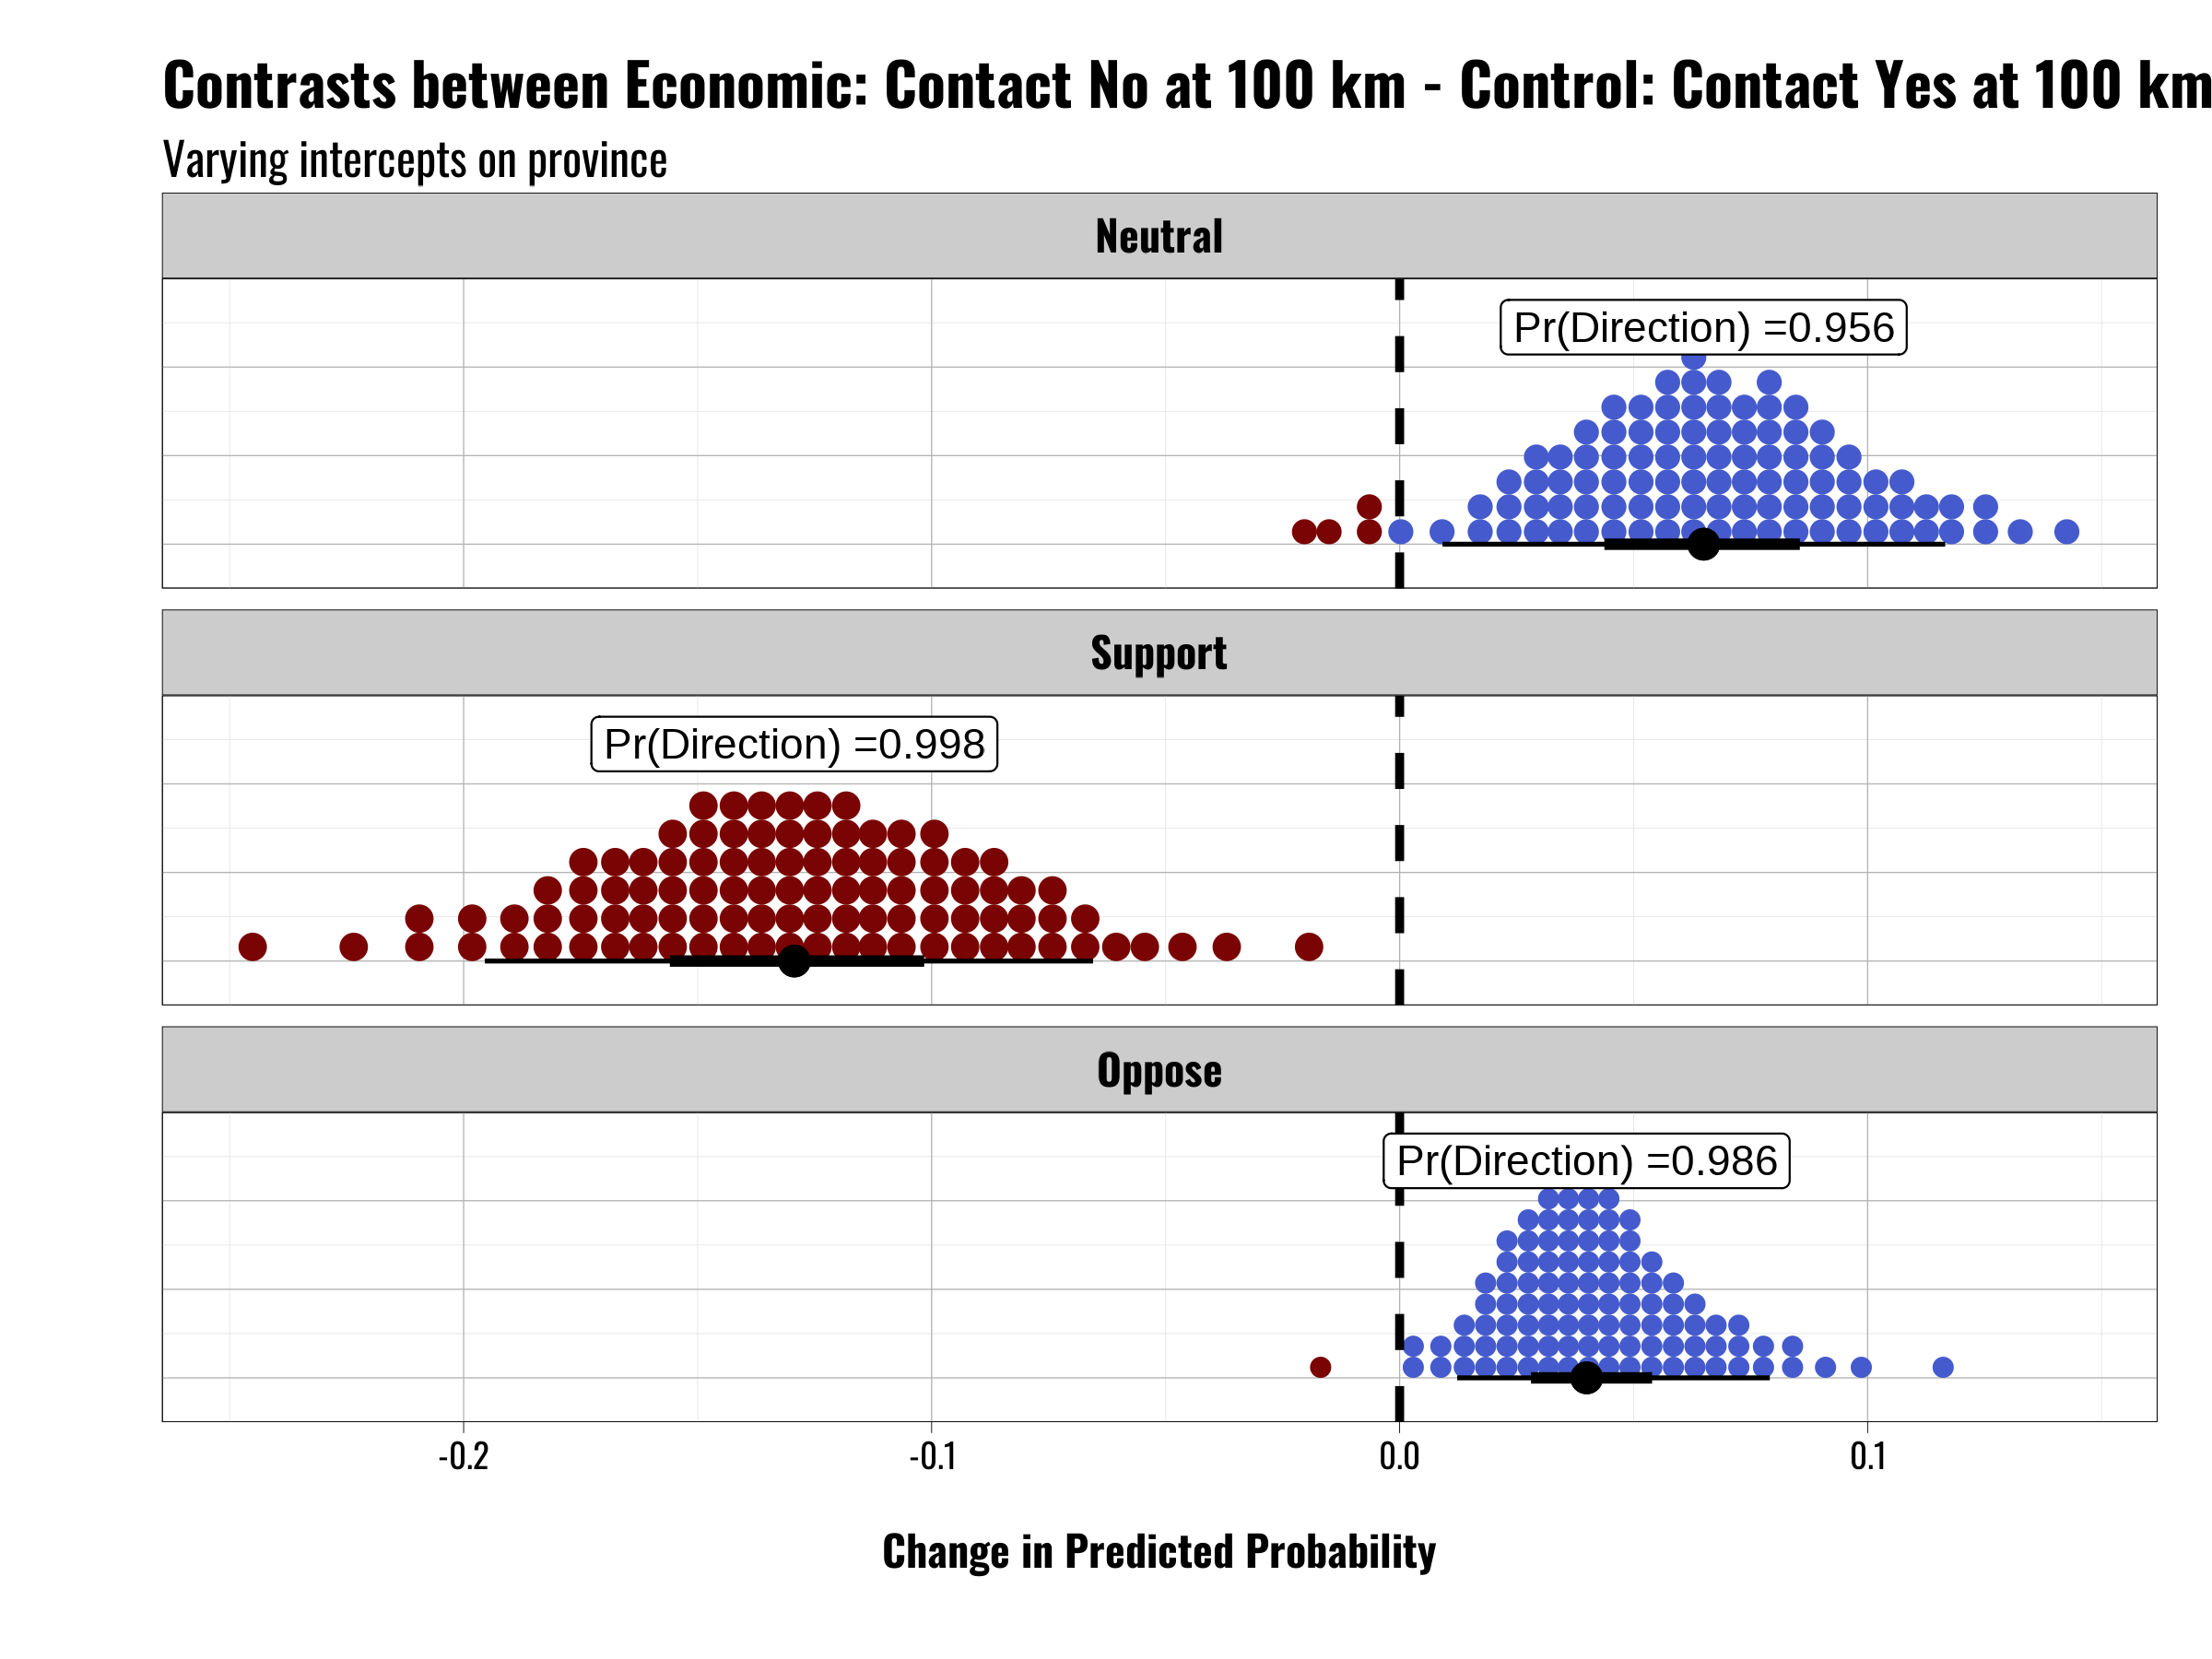 Contrasts between Economic: Contact No at 100 km - Control: Contact Yes at 100 km
Varying intercepts on province
Neutral
Pr(Direction) =0.956
Support
Pr(Direction) =0.998
Oppose
Pr(Direction) =0.986
-0.2 -0.1 0.0 0.1
Change in Predicted Probability